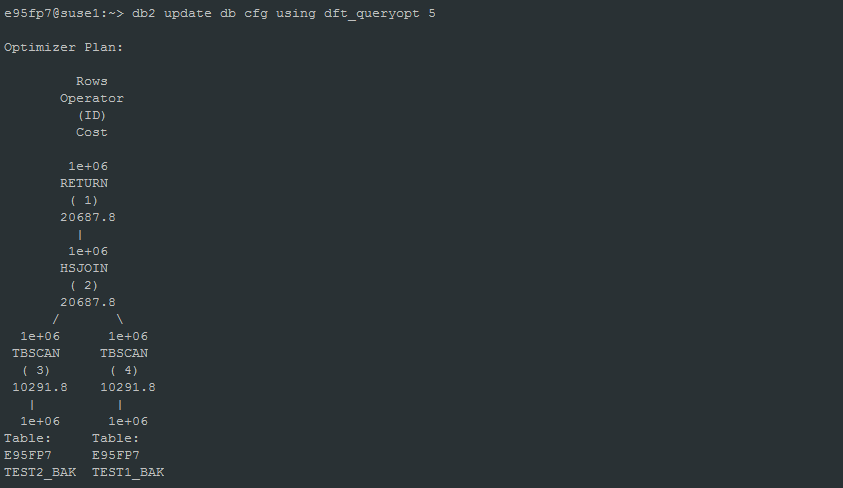 e95fp7@suse1:~> db2 update db cfg using dft_queryopt 5
Optimizer Plan:
Rows
Operator
(ID)
Cost
1e+06
RETURN
( 1)
20687.8
|
1e+06
HSJOIN
( 2)
20687.8
/ \
1e+06 1e+06
TBSCAN TBSCAN
( 3) ( 4)
10291.8 10291.8
| |
1e+06 1e+06
Table: Table:
E95FP7 E95FP7
TEST2_BAK TEST1_BAK